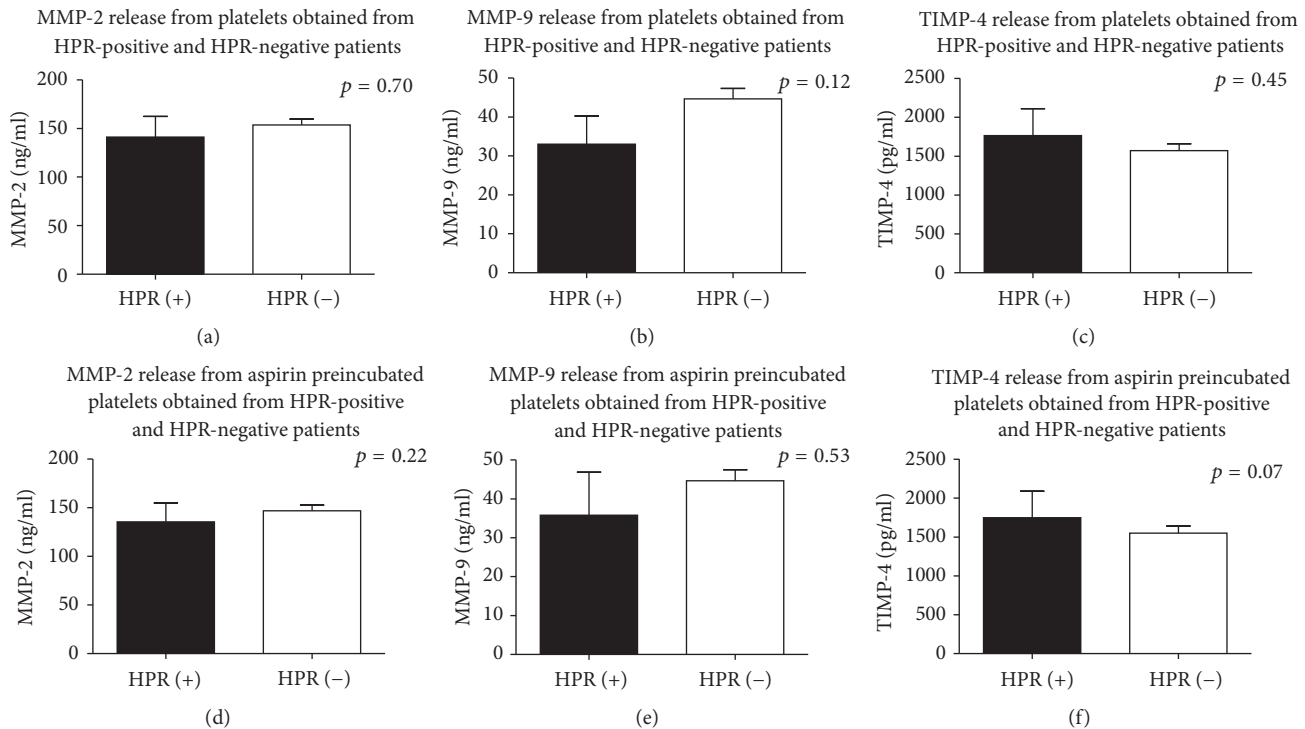 MMP-2 release from platelets obtained from
HPR-positive and HPR-negative patients
p = 0.70
200
150
100
50
0
MMP-2 (ng/ml)
HPR (+)
HPR (−)
(a)
MMP-9 release from platelets obtained from
HPR-positive and HPR-negative patients
p = 0.12
50
40
30
20
10
0
MMP-9 (ng/ml)
HPR (+)
HPR (−)
(b)
TIMP-4 release from platelets obtained from
HPR-positive and HPR-negative patients
p = 0.45
2500
2000
1500
1000
500
0
TIMP-4 (pg/ml)
HPR (+)
HPR (−)
(c)
MMP-2 release from aspirin preincubated
platelets obtained from HPR-positive
and HPR-negative patients
p = 0.22
200
150
100
50
0
MMP-2 (ng/ml)
HPR (+)
HPR (−)
(d)
MMP-9 release from aspirin preincubated
platelets obtained from HPR-positive
and HPR-negative patients
p = 0.53
50
40
30
20
10
0
MMP-9 (ng/ml)
HPR (+)
HPR (−)
(e)
TIMP-4 release from aspirin preincubated
platelets obtained from HPR-positive
and HPR-negative patients
p = 0.07
2500
2000
1500
1000
500
0
TIMP-4 (pg/ml)
HPR (+)
HPR (−)
(f)